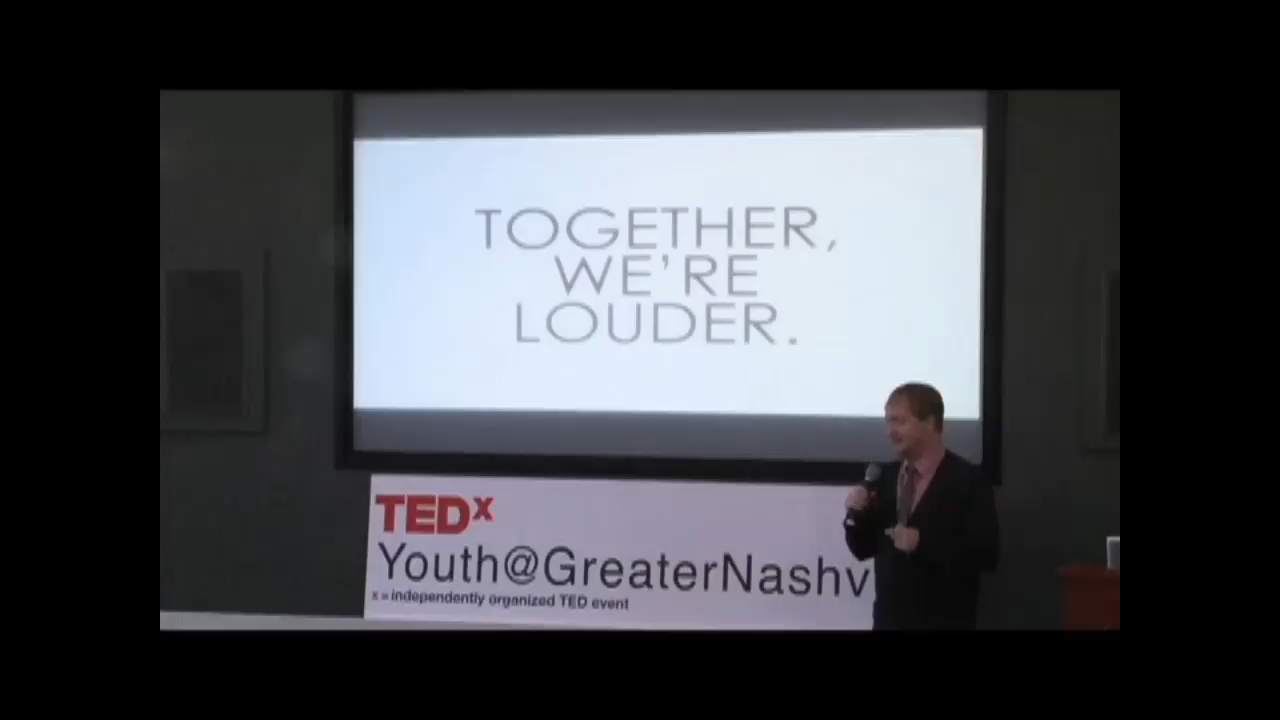 TOGETHER,
WE'RE
LOUDER.
TEDx
Youth@GreaterNashv
x = independently organized TED event